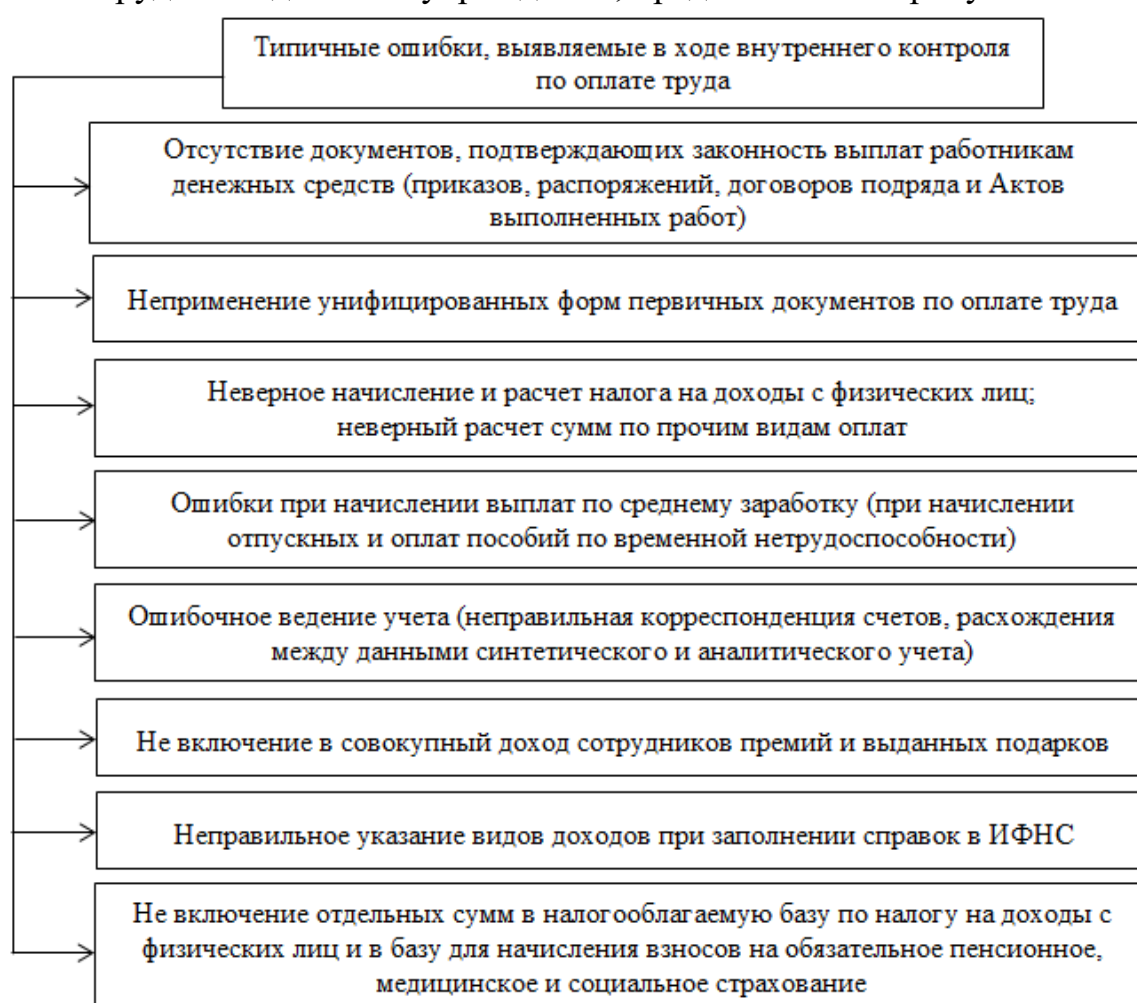 Типичные ошибки, выявляемые в ходе внутреннего контроля
по оплате труда
Отсутствие документов, подтверждающих законность выплат работникам
денежных средств (приказов, распоряжений, договоров подряда и Актов
выполненных работ)
Неприменение унифицированных форм первичных документов по оплате труда
Неверное начисление и расчет налога на доходы с физических лиц;
неверный расчет сумм по прочим видам оплат
Ошибки при начислении выплат по среднему заработку (при начислении
отпускных и оплат пособий по временной нетрудоспособности)
Ошибочное ведение учета (неправильная корреспонденция счетов, расхождения
между данными синтетического и аналитического учета)
Не включение в совокупный доход сотрудников премий и выданных подарков
Неправильное указание видов доходов при заполнении справок в ИФНС
Не включение отдельных сумм в налогооблагаемую базу по налогу на доходы с
физических лиц и в базу для начисления взносов на обязательное пенсионное,
медицинское и социальное страхование